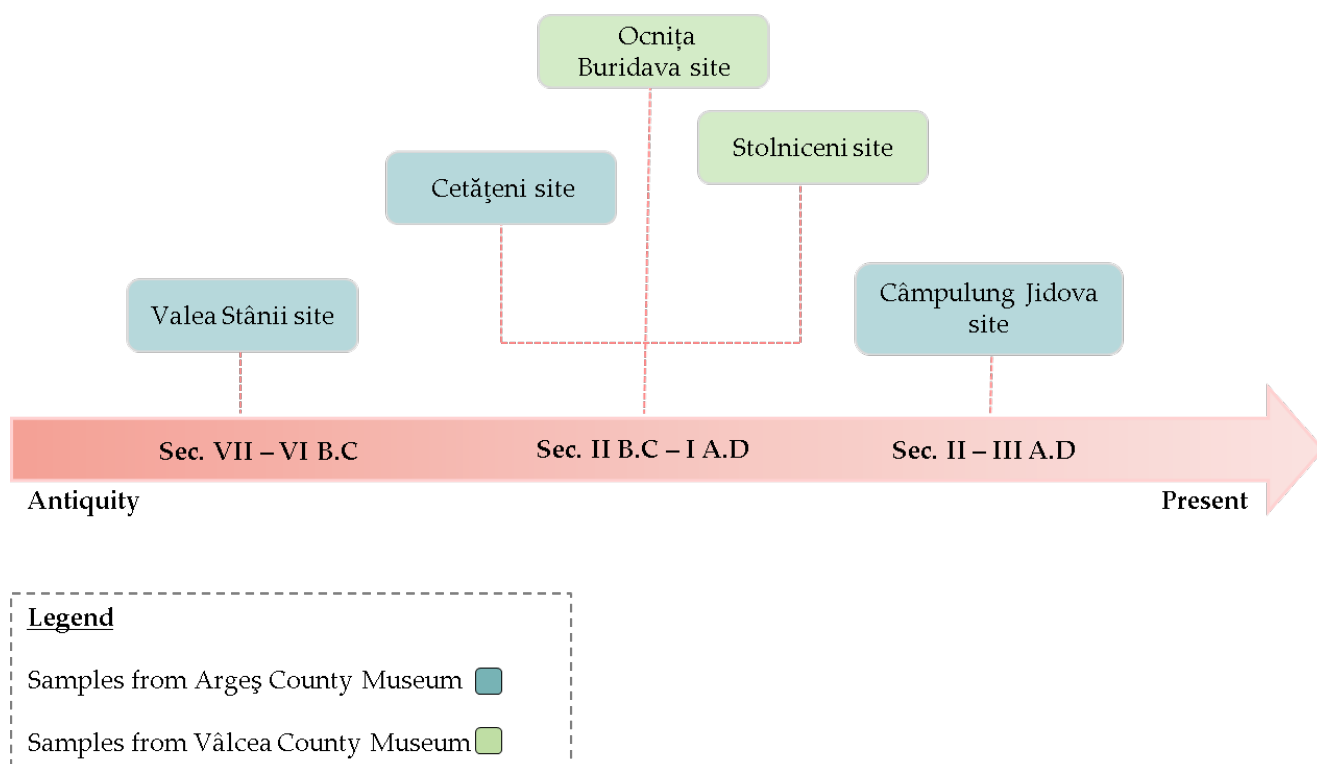 Ocnița
Buridava site
Stolniceni site
Cetăţeni site
Câmpulung Jidova
site
Valea Stânii site
Sec. VII – VI B.C
Sec. II B.C – I A.D
Sec. II – III A.D
Antiquity
Present
Legend
Samples from Argeş County Museum
Samples from Vâlcea County Museum